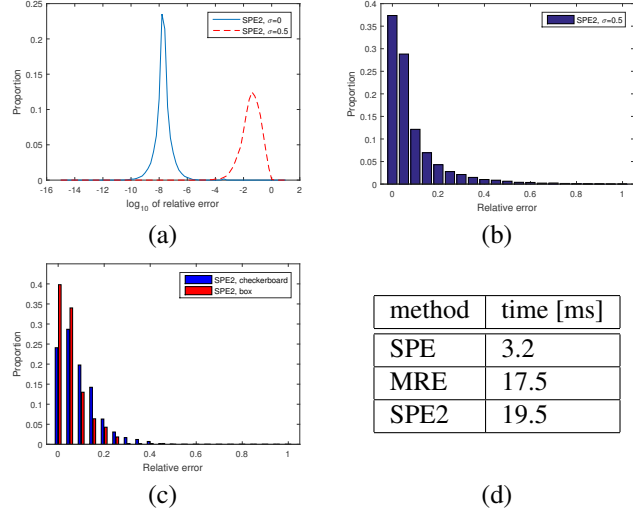 0.25
0.2
0.15
0.1
0.05
0
Proportion
SPE2, σ=0
SPE2, σ=0.5
-16 -14 -12 -10 -8 -6 -4 -2 0 2
log10 of relative error
(a)
0.4
0.35
0.3
0.25
0.2
0.15
0.1
0.05
0
Proportion
SPE2, σ=0.5
0 0.2 0.4 0.6 0.8 1
Relative error
(b)
0.4
0.35
0.3
0.25
0.2
0.15
0.1
0.05
0
Proportion
SPE2, checkerboard
SPE2, box
0 0.2 0.4 0.6 0.8 1
Relative error
(c)
method time [ms]
SPE 3.2
MRE 17.5
SPE2 19.5
(d)